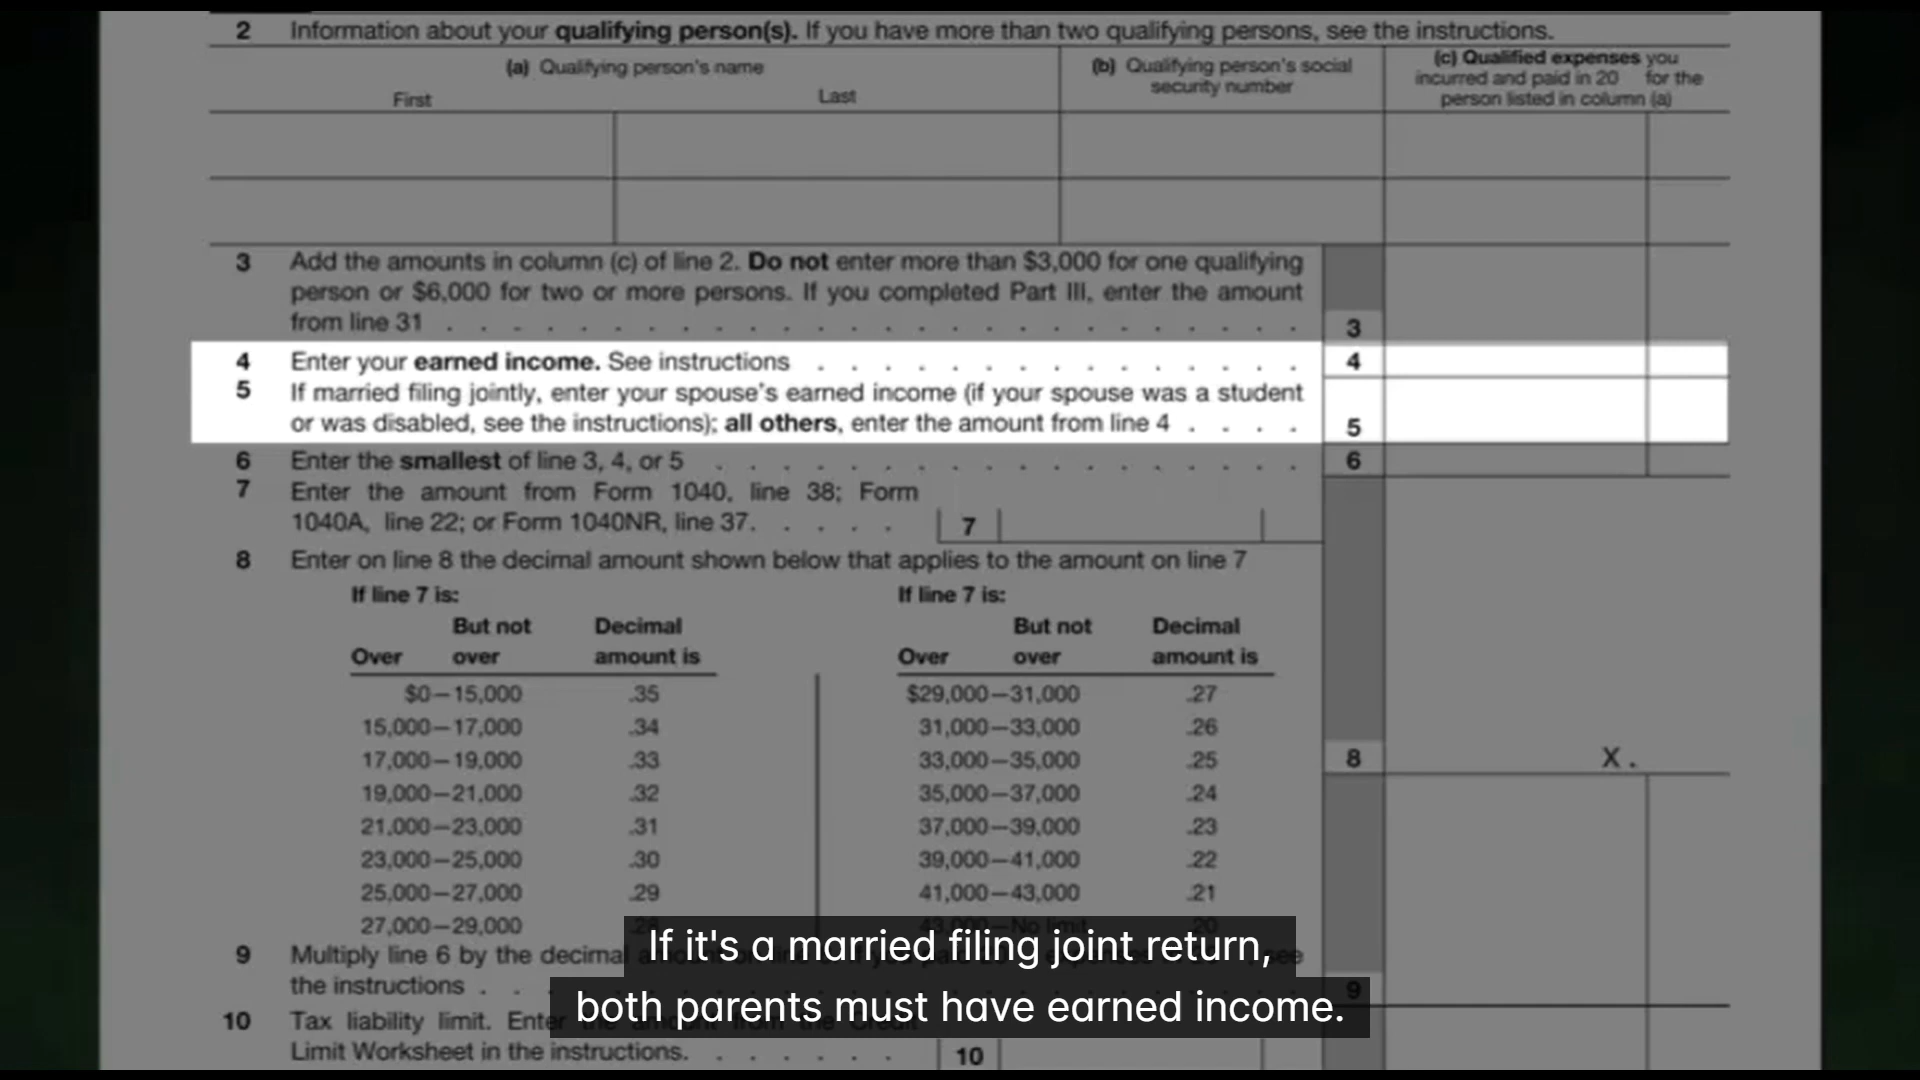 2 Information about your qualifying person(s). If you have more than two qualifying persons, see the instructions.
(a) Qualifying person's name
First
Last
(b) Qualifying person's social
security number
(c) Qualified expenses you
incurred and paid in 20 for the
person listed in column (a)
3 Add the amounts in column (c) of line 2. Do not enter more than $3,000 for one qualifying
person or $6,000 for two or more persons. If you completed Part III, enter the amount
from line 31 . . . . . . . . . . . . . . . . . . . . . . . . . . 3
4 Enter your earned income. See instructions . . . . . . . . . . . . . . . 4
5 If married filing jointly, enter your spouse's earned income (if your spouse was a student
or was disabled, see the instructions); all others, enter the amount from line 4 . . . . 5
6 Enter the smallest of line 3, 4, or 5 . . . . . . . . . . . . . . . . . . 6
7 Enter the amount from Form 1040, line 38; Form
1040A, line 22; or Form 1040NR, line 37. . . . . 7
8 Enter on line 8 the decimal amount shown below that applies to the amount on line 7
If line 7 is:
But not Decimal
Over over amount is
$0—15,000 .35
15,000—17,000 .34
17,000—19,000 .33
19,000—21,000 .32
21,000—23,000 .31
23,000—25,000 .30
25,000—27,000 .29
27,000—29,000 .28
If line 7 is:
But not Decimal
Over over amount is
$29,000—31,000 .27
31,000—33,000 .26
33,000—35,000 .25
35,000—37,000 .24
37,000—39,000 .23
39,000—41,000 .22
41,000—43,000 .21
43,000—No limit .20
8 X .
9 Multiply line 6 by the decimal see
the instructions . . . 9
10 Tax liability limit. Enter the amount from the Credit
Limit Worksheet in the instructions. . . . . . . 10
If it's a married filing joint return,
both parents must have earned income.